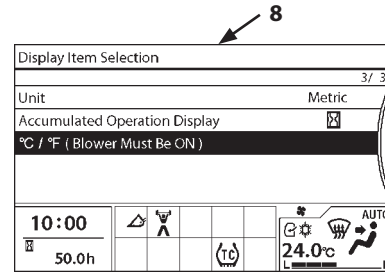 8
Display Item Selection
3/ 3
Unit Metric
Accumulated Operation Display
°C / °F ( Blower Must Be ON )
10:00
50.0h
(TC)
AUTO
24.0°C
L